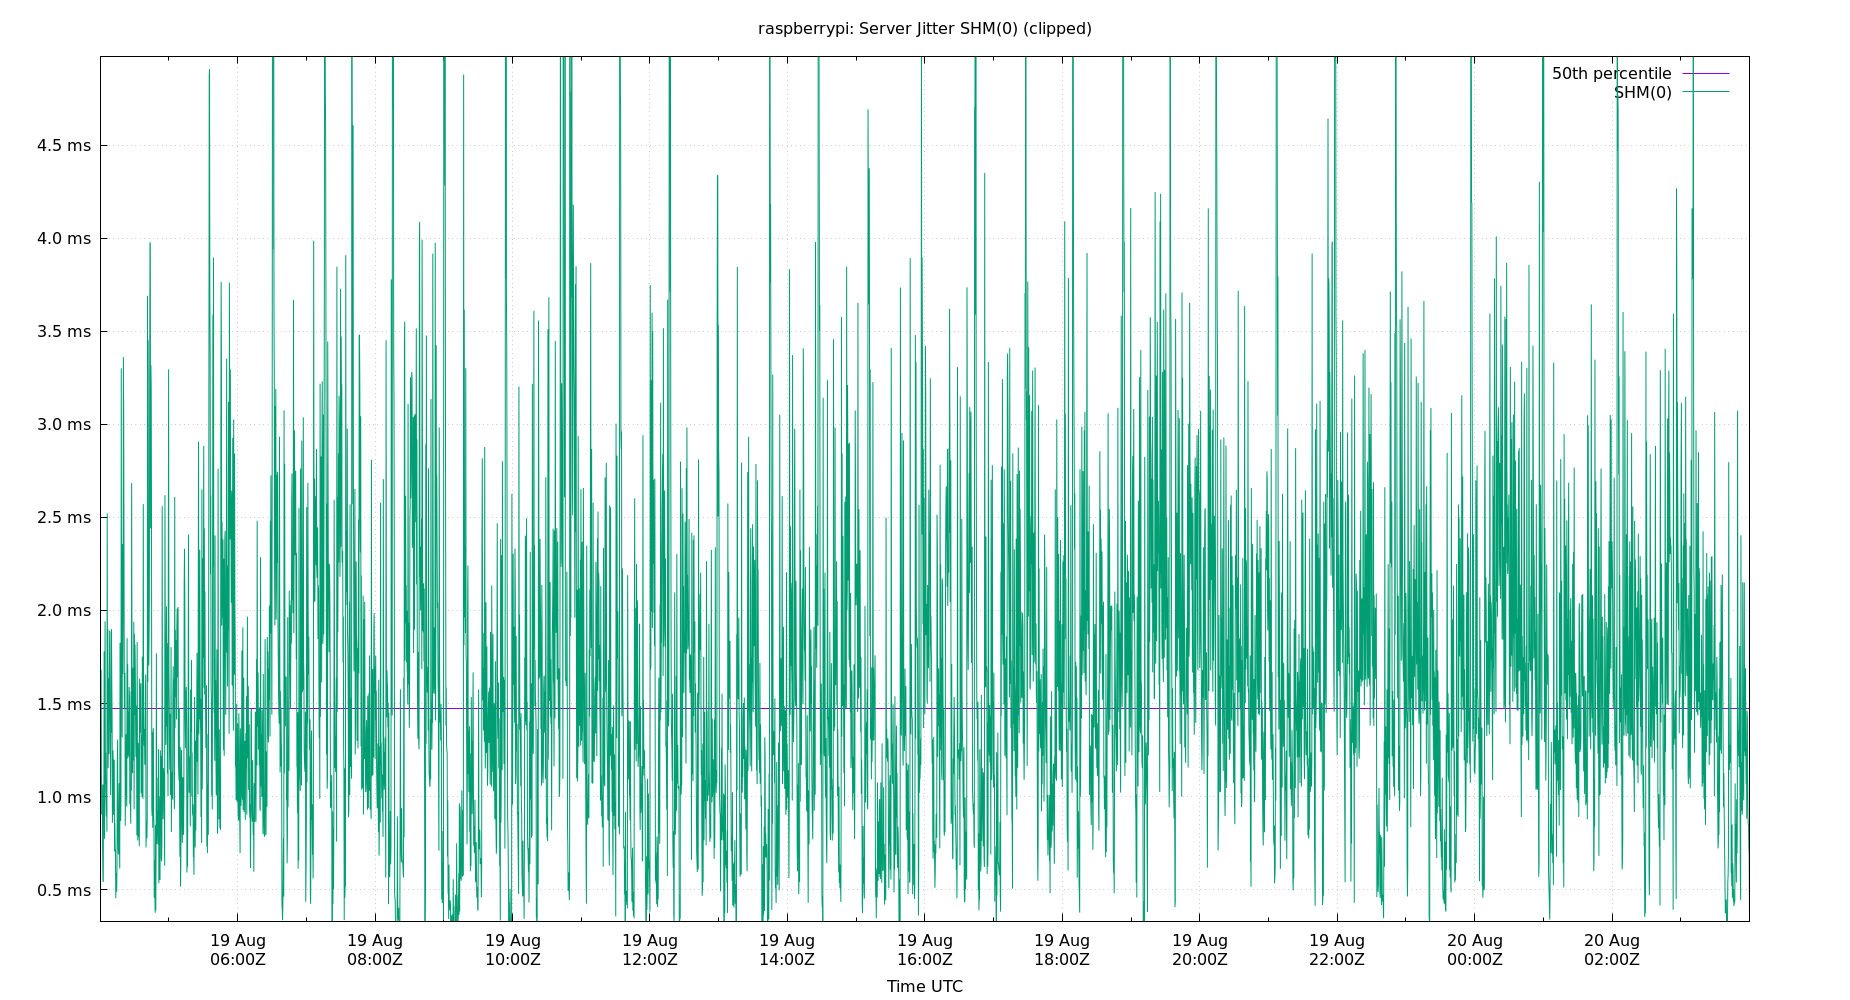 raspberrypi: Server Jitter SHM(0) (clipped)
50th percentile
SHM(0)
4.5 ms
4.0 ms
3.5 ms
3.0 ms
2.5 ms
2.0 ms
1.5 ms
1.0 ms
0.5 ms
19 Aug 19 Aug 19 Aug 19 Aug 19 Aug 19 Aug 19 Aug 19 Aug 19 Aug 20 Aug 20 Aug
06:00Z 08:00Z 10:00Z 12:00Z 14:00Z 16:00Z 18:00Z 20:00Z 22:00Z 00:00Z 02:00Z
Time UTC